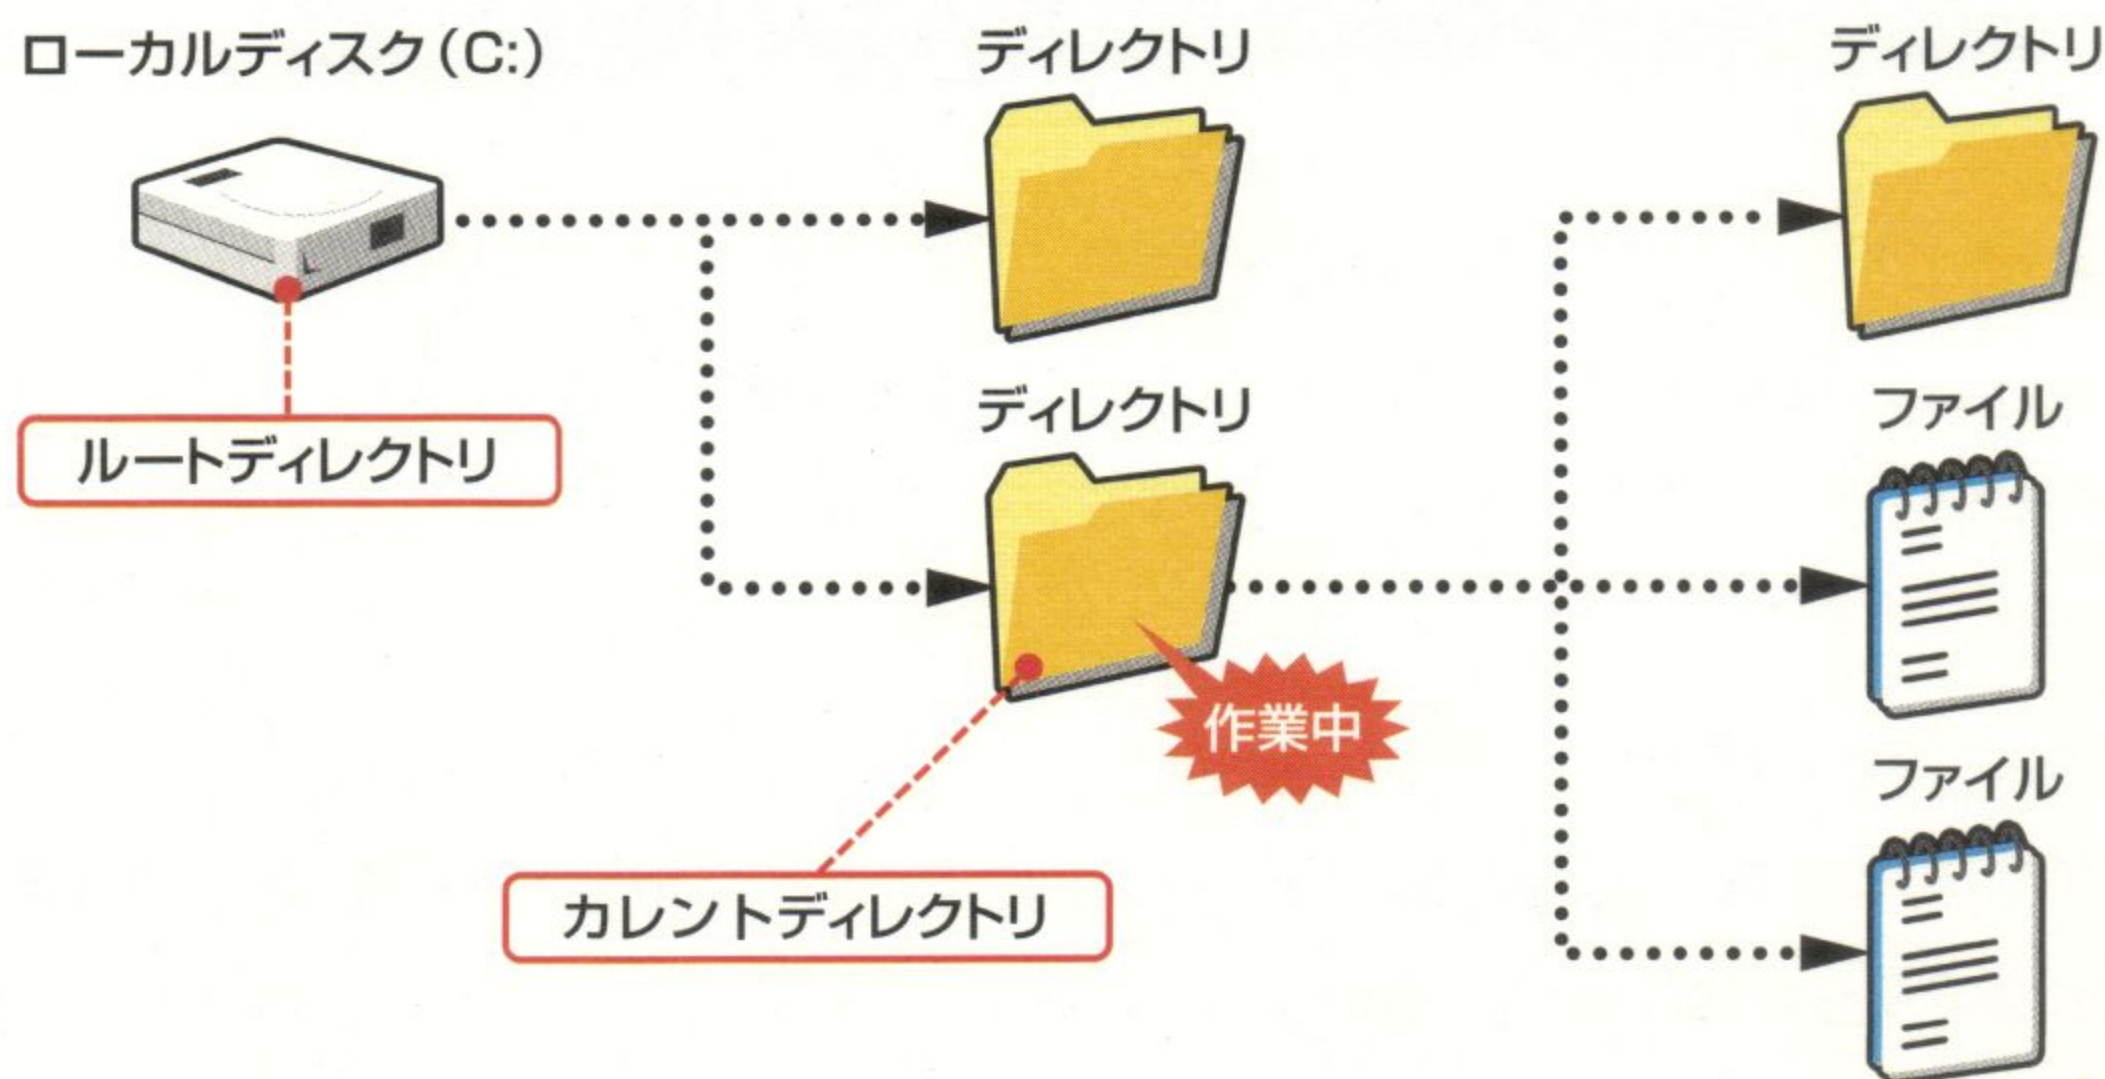 ローカルディスク(C:)
ディレクトリ
ディレクトリ
ルートディレクトリ
ディレクトリ
ファイル
作業中
ファイル
カレントディレクトリ